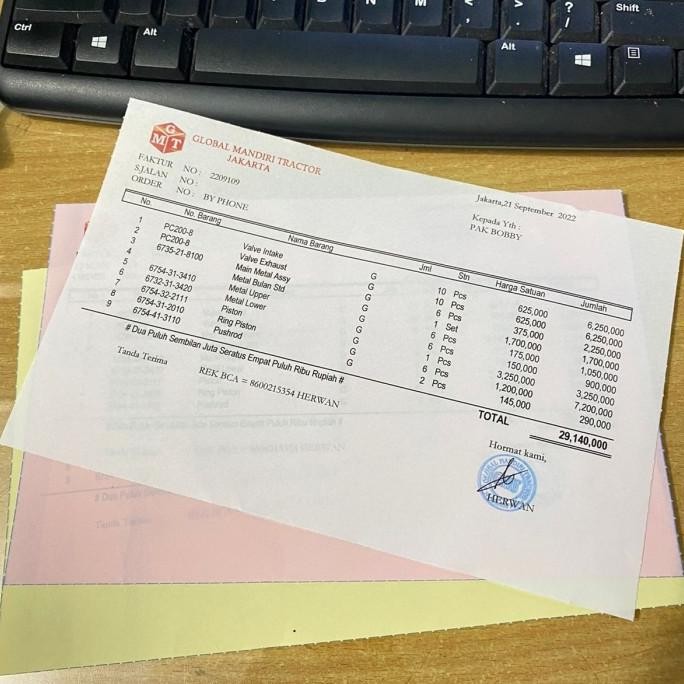 Ctrl
Alt
N
M
<
,
>
.
?
/
Shift
Alt
GMT
GLOBAL MANDIRI TRACTOR
JAKARTA
FAKTUR NO : 2209109
SJALAN NO :
ORDER NO : BY PHONE
Jakarta,21 September 2022
Kepada Yth :
PAK BOBBY
No. No. Barang Nama Barang Jml Stn Harga Satuan Jumlah
1 PC200-8 Valve Intake G 10 Pcs 625,000 6,250,000
2 PC200-8 Valve Exhaust G 10 Pcs 625,000 6,250,000
3 6735-21-8100 Main Metal Assy G 6 Pcs 375,000 2,250,000
4 Metal Bulan Std G 1 Set 1,700,000 1,700,000
5 6754-31-3410 Metal Upper G 6 Pcs 175,000 1,050,000
6 6732-31-3420 Metal Lower G 6 Pcs 150,000 900,000
7 6754-32-2111 Piston G 1 Pcs 3,250,000 3,250,000
8 6754-31-2010 Ring Piston G 6 Pcs 1,200,000 7,200,000
9 6754-41-3110 Pushrod G 2 Pcs 145,000 290,000
# Dua Puluh Sembilan Juta Seratus Empat Puluh Ribu Rupiah #
TOTAL 29,140,000
Tanda Terima
REK BCA = 8600215354 HERWAN
Hormat kami,
HERWAN